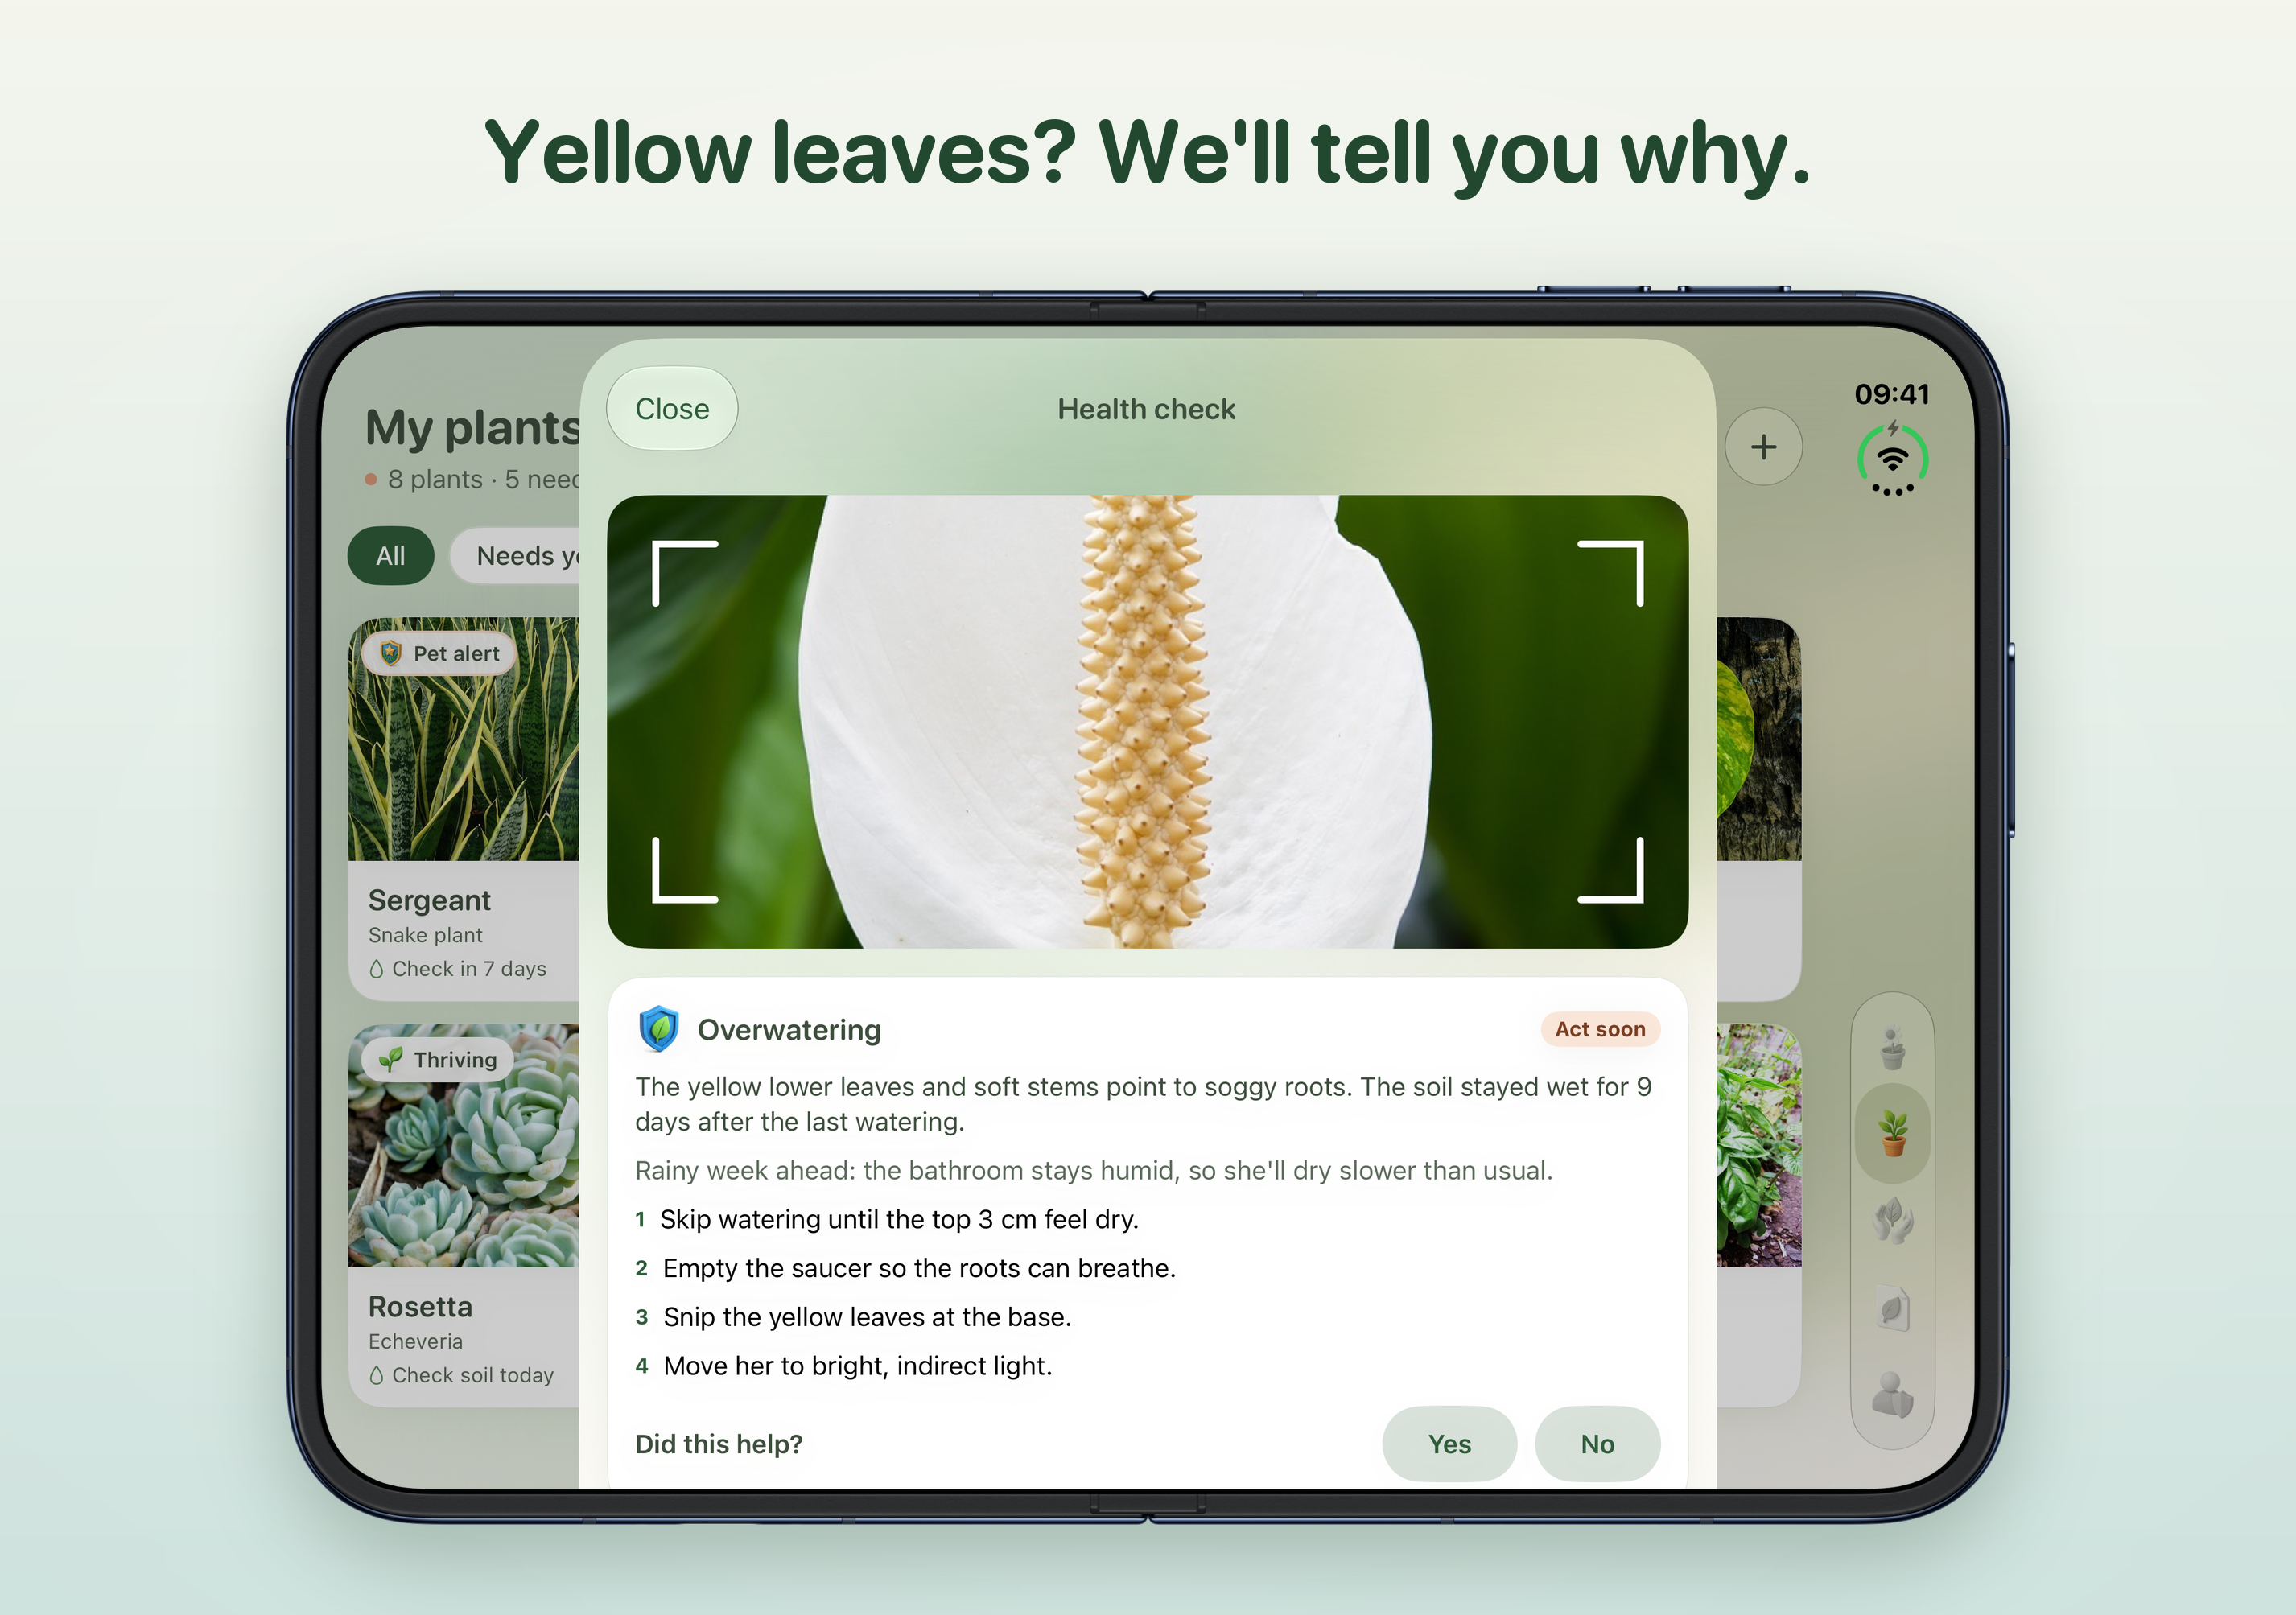 Yellow leaves? We'll tell you why.
09:41
My plants
8 plants · 5 need
All
Needs
Pet alert
Sergeant
Snake plant
Check in 7 days
Thriving
Rosetta
Echeveria
Check soil today
Close
Health check
Overwatering
Act soon
The yellow lower leaves and soft stems point to soggy roots. The soil stayed wet for 9
days after the last watering.
Rainy week ahead: the bathroom stays humid, so she'll dry slower than usual.
1 Skip watering until the top 3 cm feel dry.
2 Empty the saucer so the roots can breathe.
3 Snip the yellow leaves at the base.
4 Move her to bright, indirect light.
Did this help?
Yes
No